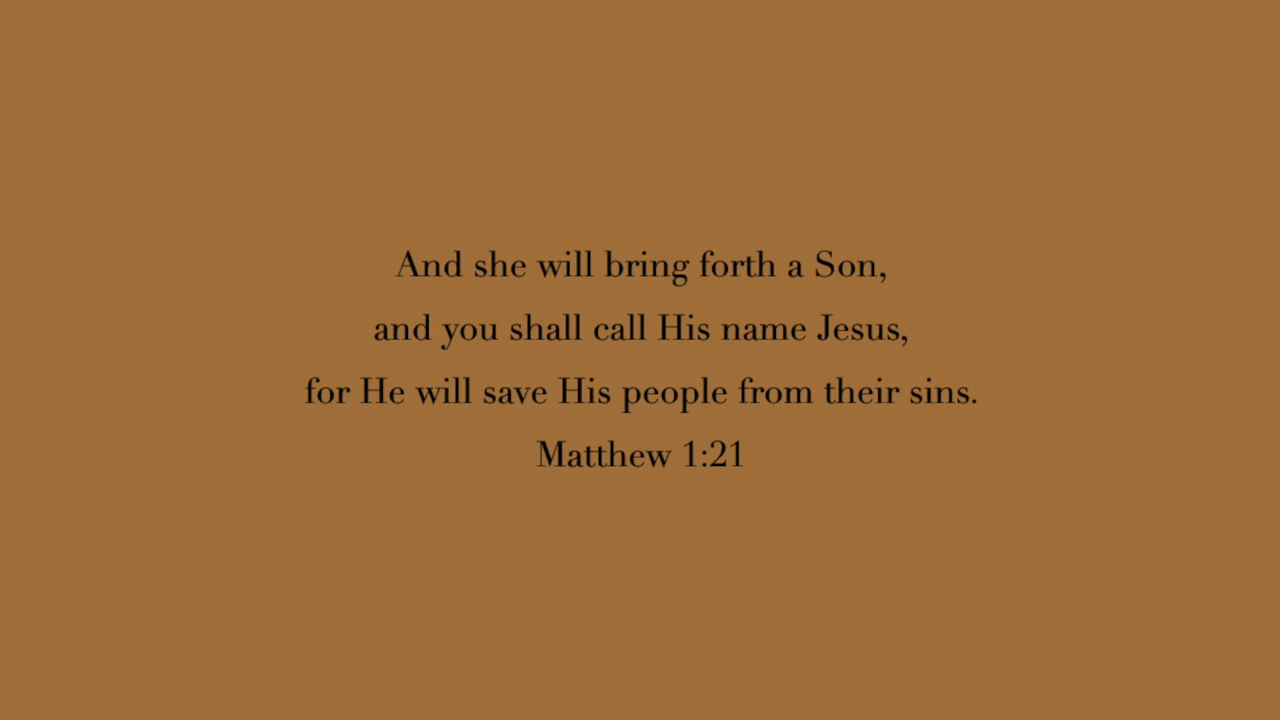 And she will bring forth a Son,
and you shall call His name Jesus,
for He will save His people from their sins.
Matthew 1:21